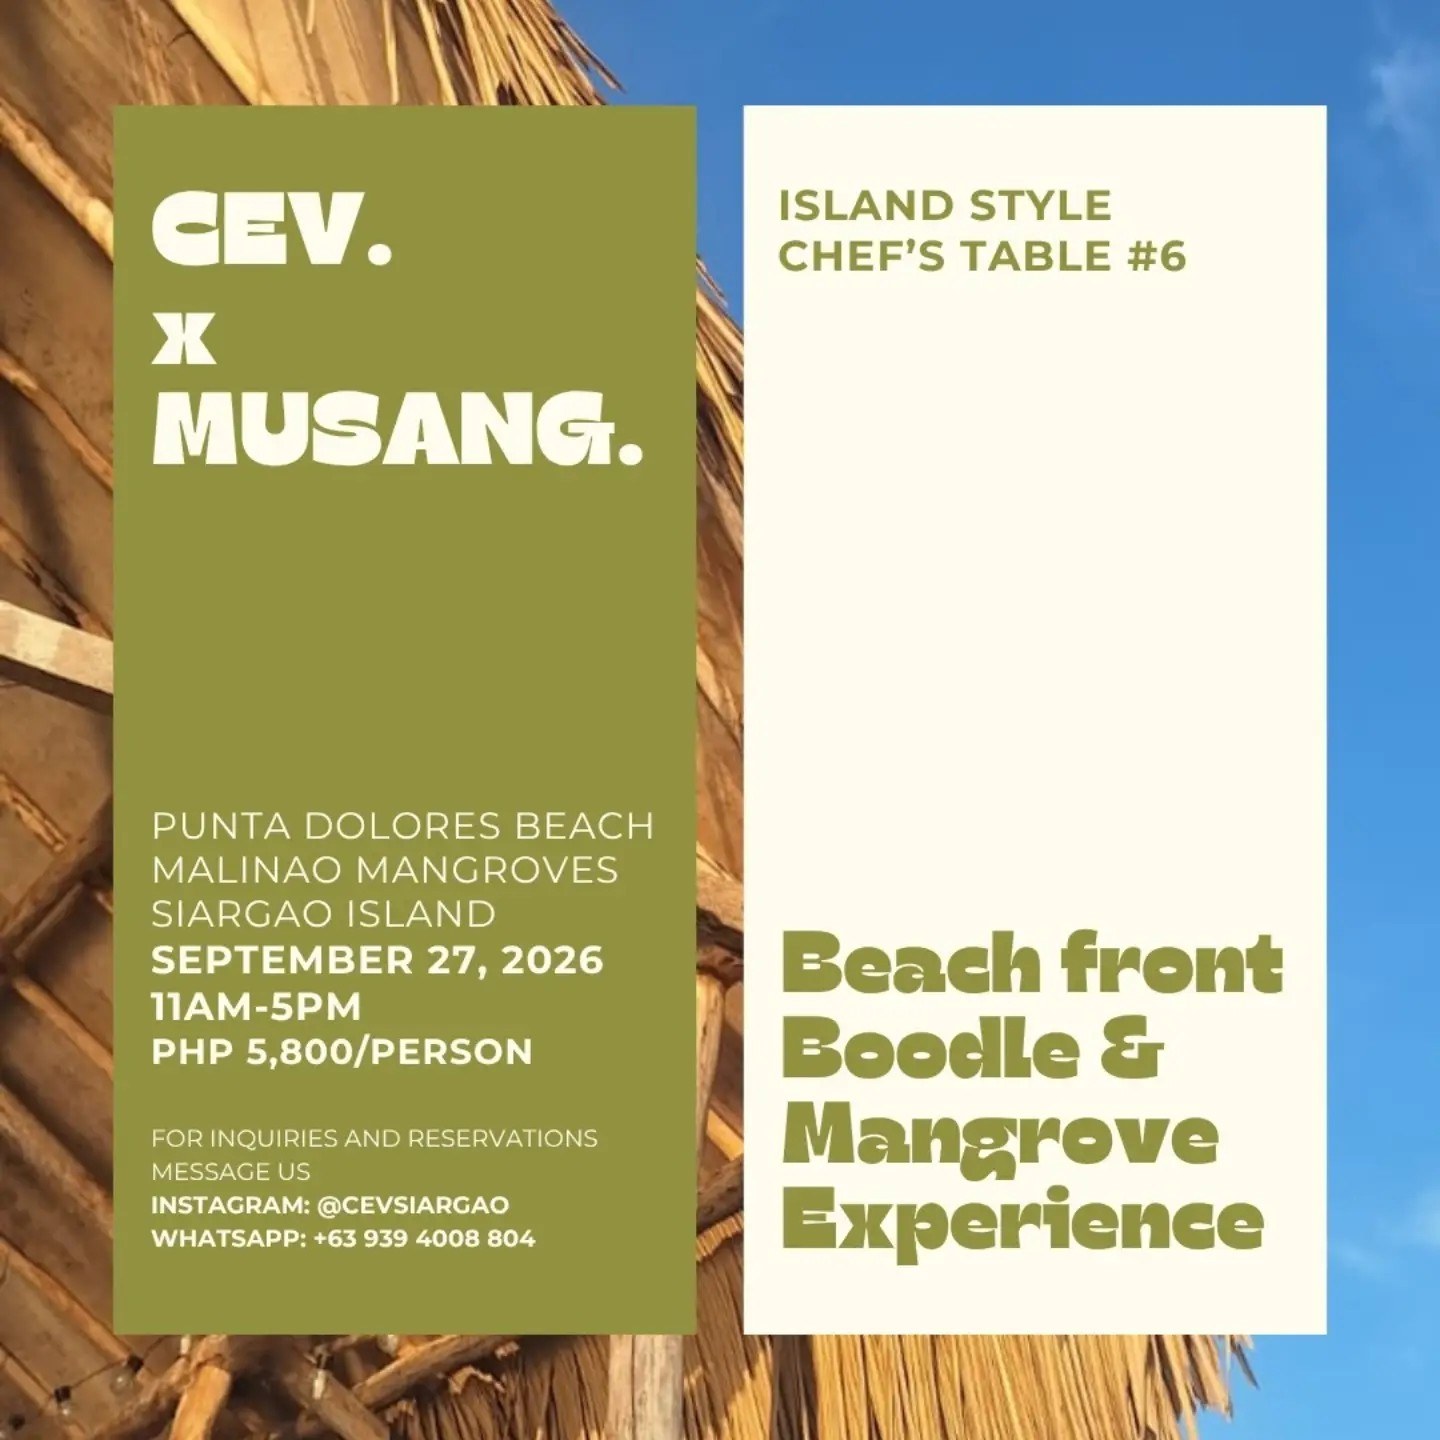 CEV.
x
MUSANG.
PUNTA DOLORES BEACH
MALINAO MANGROVES
SIARGAO ISLAND
SEPTEMBER 27, 2026
11AM-5PM
PHP 5,800/PERSON
FOR INQUIRIES AND RESERVATIONS
MESSAGE US
INSTAGRAM: @CEVSIARGAO
WHATSAPP: +63 939 4008 804
ISLAND STYLE
CHEF’S TABLE #6
Beach front
Boodle &
Mangrove
Experience